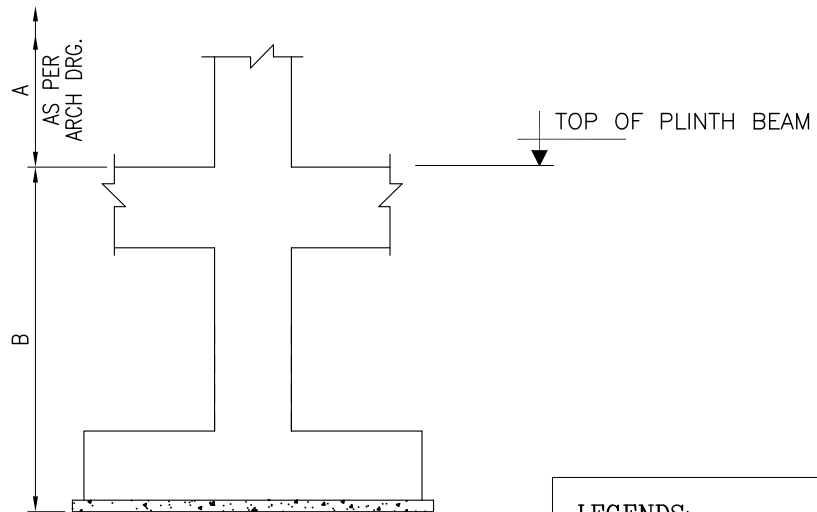 A
AS PER
ARCH DRG.
TOP OF PLINTH BEAM
B
LEGENDS: